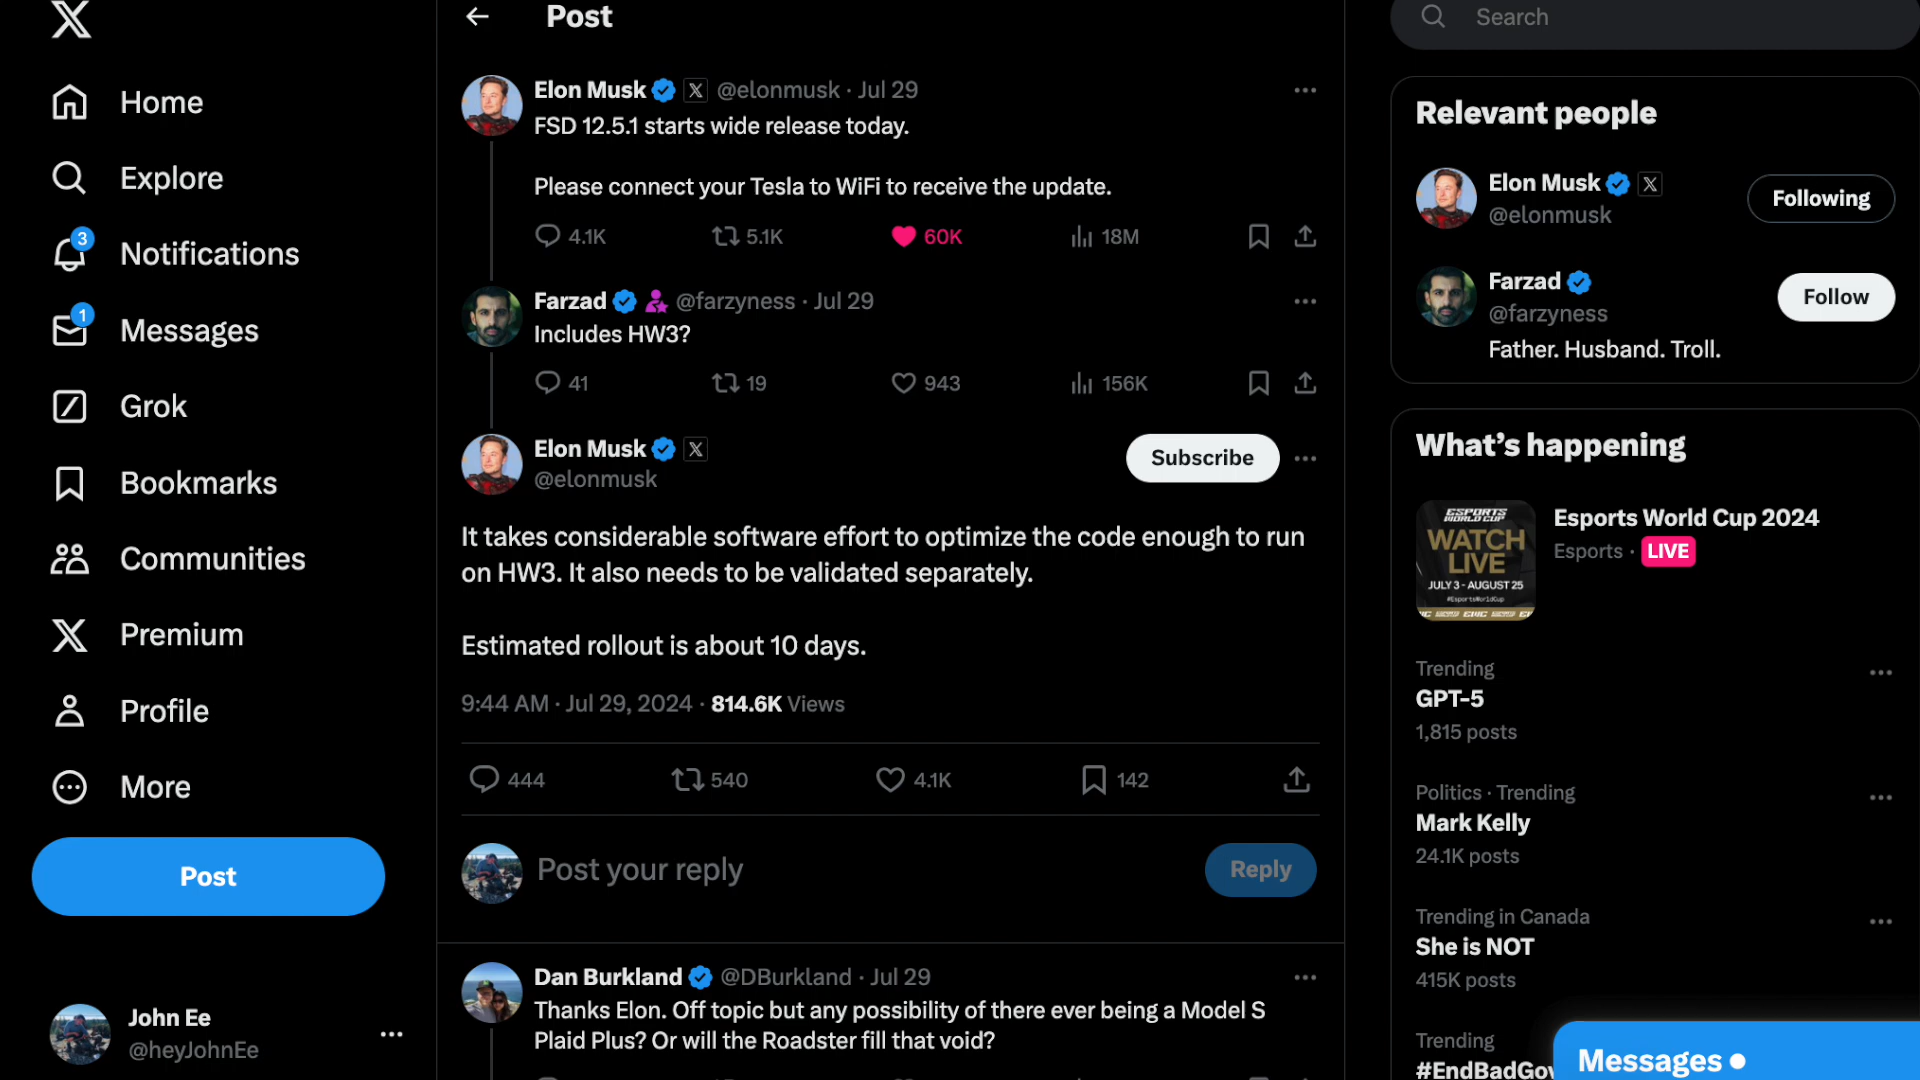 Home
Explore
3
Notifications
1
Messages
Grok
Bookmarks
Communities
Premium
Profile
More
Post
John Ee
@heyJohnEe
Post
Elon Musk @elonmusk · Jul 29
FSD 12.5.1 starts wide release today.
Please connect your Tesla to WiFi to receive the update.
4.1K 5.1K 60K 18M
Farzad @farzyness · Jul 29
Includes HW3?
41 19 943 156K
Elon Musk
@elonmusk
Subscribe
It takes considerable software effort to optimize the code enough to run
on HW3. It also needs to be validated separately.
Estimated rollout is about 10 days.
9:44 AM · Jul 29, 2024 · 814.6K Views
444 540 4.1K 142
Post your reply
Reply
Dan Burkland @DBurkland · Jul 29
Thanks Elon. Off topic but any possibility of there ever being a Model S
Plaid Plus? Or will the Roadster fill that void?
Search
Relevant people
Elon Musk
@elonmusk
Following
Farzad
@farzyness
Follow
Father. Husband. Troll.
What's happening
ESPORTS
WORLD CUP
WATCH
LIVE
JULY 3 - AUGUST 25
#EsportsWorldCup
Esports World Cup 2024
Esports · LIVE
Trending
GPT-5
1,815 posts
Politics · Trending
Mark Kelly
24.1K posts
Trending in Canada
She is NOT
415K posts
Trending
#EndBadGov
Messages